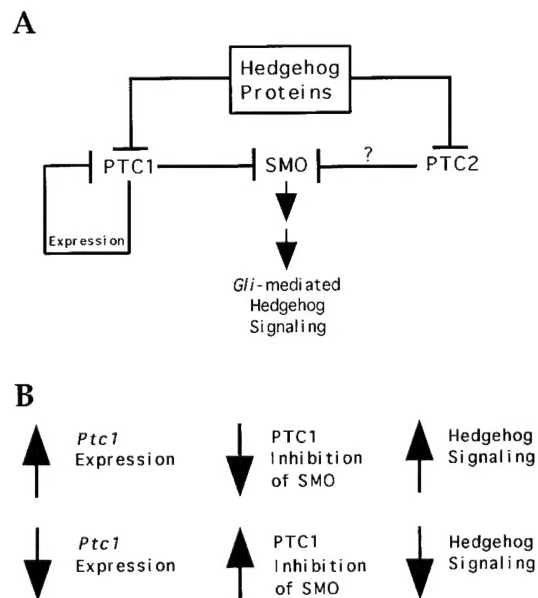 A
Hedgehog
Proteins
PTC1
SMO
?
PTC2
Expression
Gli-mediated
Hedgehog
Signaling
B
Ptc1
Expression
PTC1
Inhibition
of SMO
Hedgehog
Signaling
Ptc1
Expression
PTC1
Inhibition
of SMO
Hedgehog
Signaling